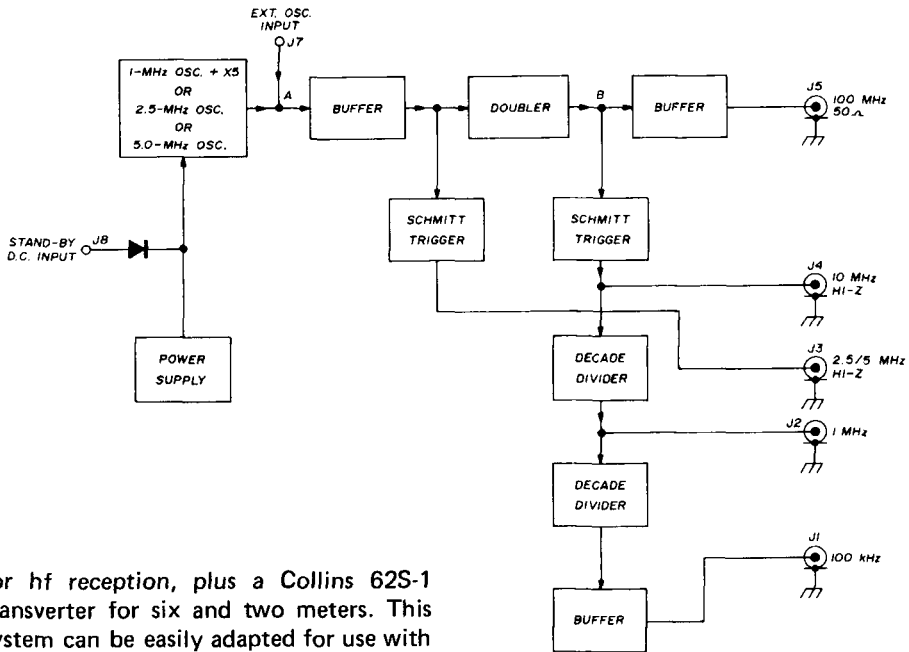 EXT. OSC.
INPUT
J7
1-MHz OSC. + X5
OR
2.5-MHz OSC.
OR
5.0-MHz OSC.
A
BUFFER
DOUBLER
B
BUFFER
J5
100 MHz
50Ω
SCHMITT
TRIGGER
SCHMITT
TRIGGER
STAND-BY
D.C. INPUT
J8
J4
10 MHz
HI-Z
POWER
SUPPLY
DECADE
DIVIDER
J3
2.5/5 MHz
HI-Z
J2
1 MHz
DECADE
DIVIDER
J1
100 kHz
BUFFER
or hf reception, plus a Collins 62S-1
ansverter for six and two meters. This
ystem can be easily adapted for use with